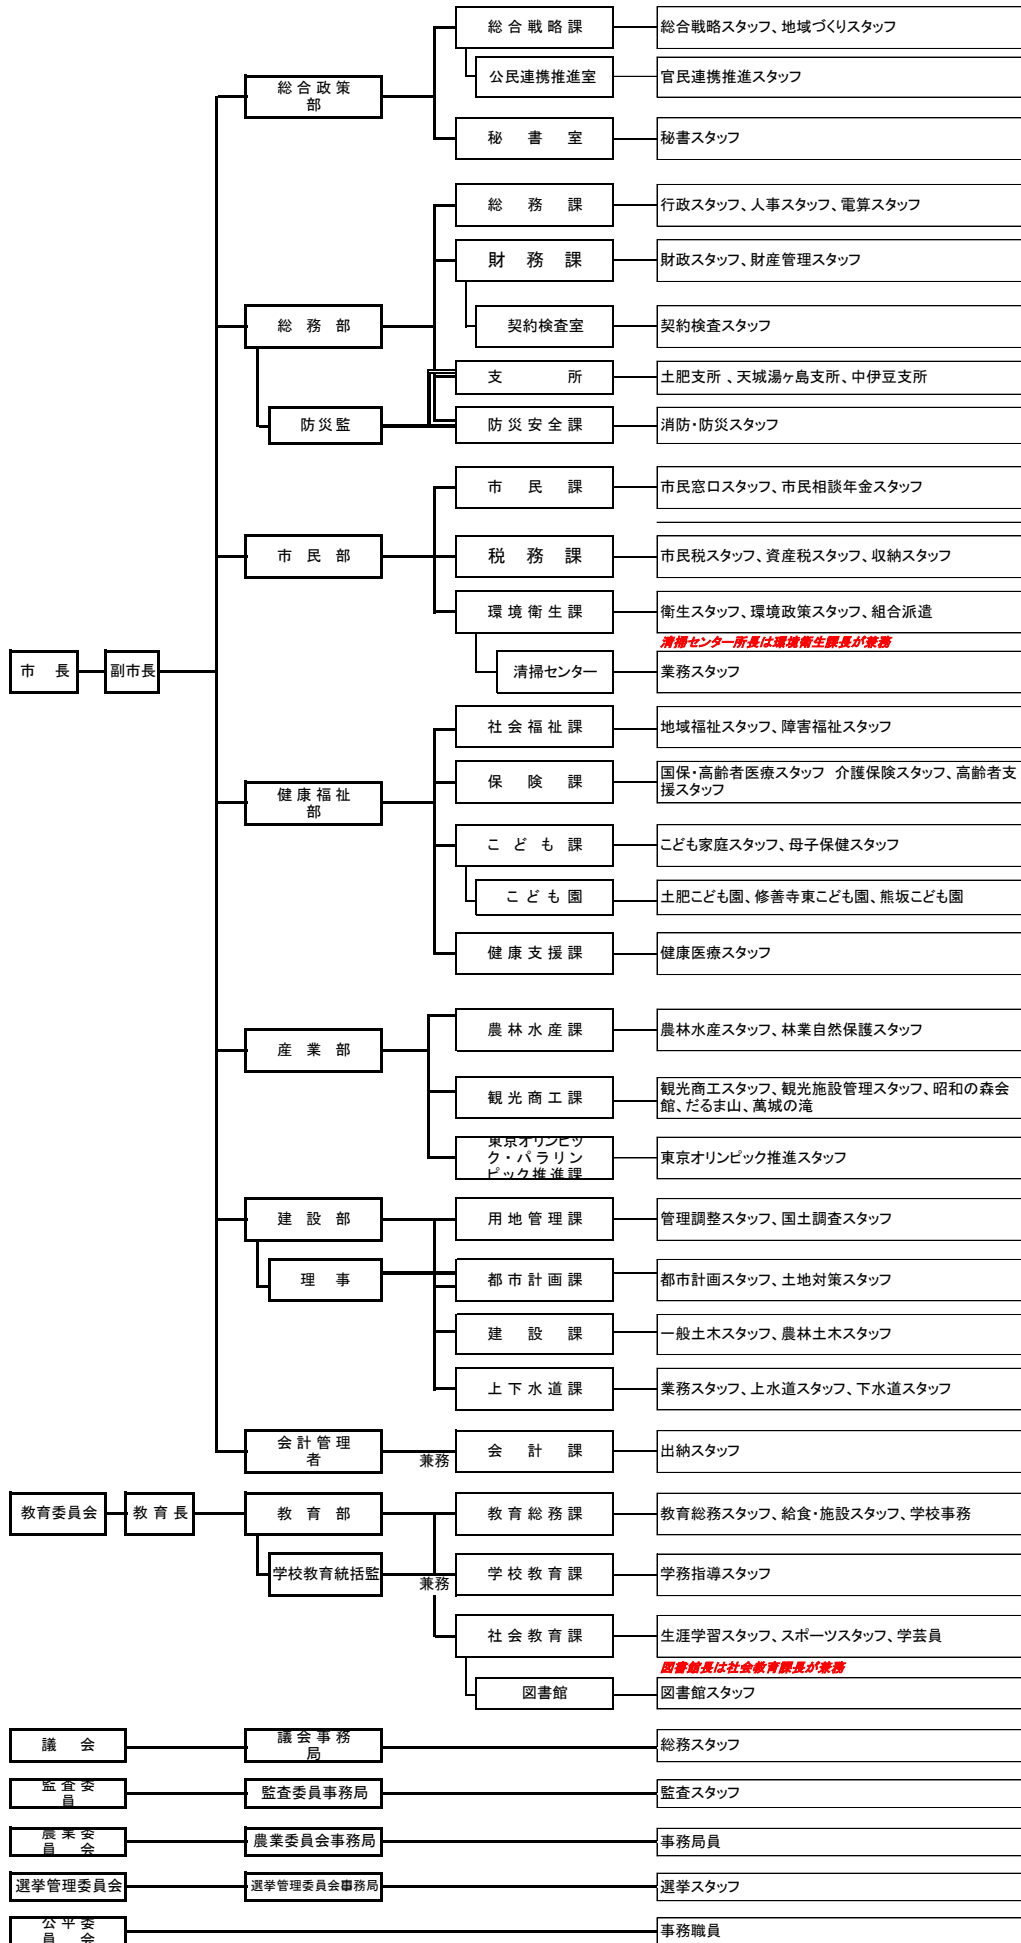 総合戦略課
総合戦略スタッフ、地域づくりスタッフ
公民連携推進室
官民連携推進スタッフ
総合政策
部
秘書室
秘書スタッフ
総務課
行政スタッフ、人事スタッフ、電算スタッフ
財務課
財政スタッフ、財産管理スタッフ
総務部
契約検査室
契約検査スタッフ
支所
土肥支所 、天城湯ヶ島支所、中伊豆支所
防災監
防災安全課
消防・防災スタッフ
市民課
市民窓口スタッフ、市民相談年金スタッフ
市民部
税務課
市民税スタッフ、資産税スタッフ、収納スタッフ
環境衛生課
衛生スタッフ、環境政策スタッフ、組合派遣
清掃センター所長は環境衛生課長が兼務
市長
副市長
清掃センター
業務スタッフ
社会福祉課
地域福祉スタッフ、障害福祉スタッフ
健康福祉
部
保険課
国保・高齢者医療スタッフ 介護保険スタッフ、高齢者支
援スタッフ
こども課
こども家庭スタッフ、母子保健スタッフ
こども園
土肥こども園、修善寺東こども園、熊坂こども園
健康支援課
健康医療スタッフ
産業部
農林水産課
農林水産スタッフ、林業自然保護スタッフ
観光商工課
観光商工スタッフ、観光施設管理スタッフ、昭和の森会
館、だるま山、萬城の滝
東京オリンピッ
ク・パラリン
ピック推進課
東京オリンピック推進スタッフ
建設部
用地管理課
管理調整スタッフ、国土調査スタッフ
理事
都市計画課
都市計画スタッフ、土地対策スタッフ
建設課
一般土木スタッフ、農林土木スタッフ
上下水道課
業務スタッフ、上水道スタッフ、下水道スタッフ
会計管理
者
兼務
会計課
出納スタッフ
教育委員会
教育長
教育部
教育総務課
教育総務スタッフ、給食・施設スタッフ、学校事務
学校教育統括監
兼務
学校教育課
学務指導スタッフ
社会教育課
生涯学習スタッフ、スポーツスタッフ、学芸員
図書館長は社会教育課長が兼務
図書館
図書館スタッフ
議会
議会事務
局
総務スタッフ
監査委
員
監査委員事務局
監査スタッフ
農業委
員会
農業委員会事務局
事務局員
選挙管理委員会
選挙管理委員会事務局
選挙スタッフ
公平委
員会
事務職員